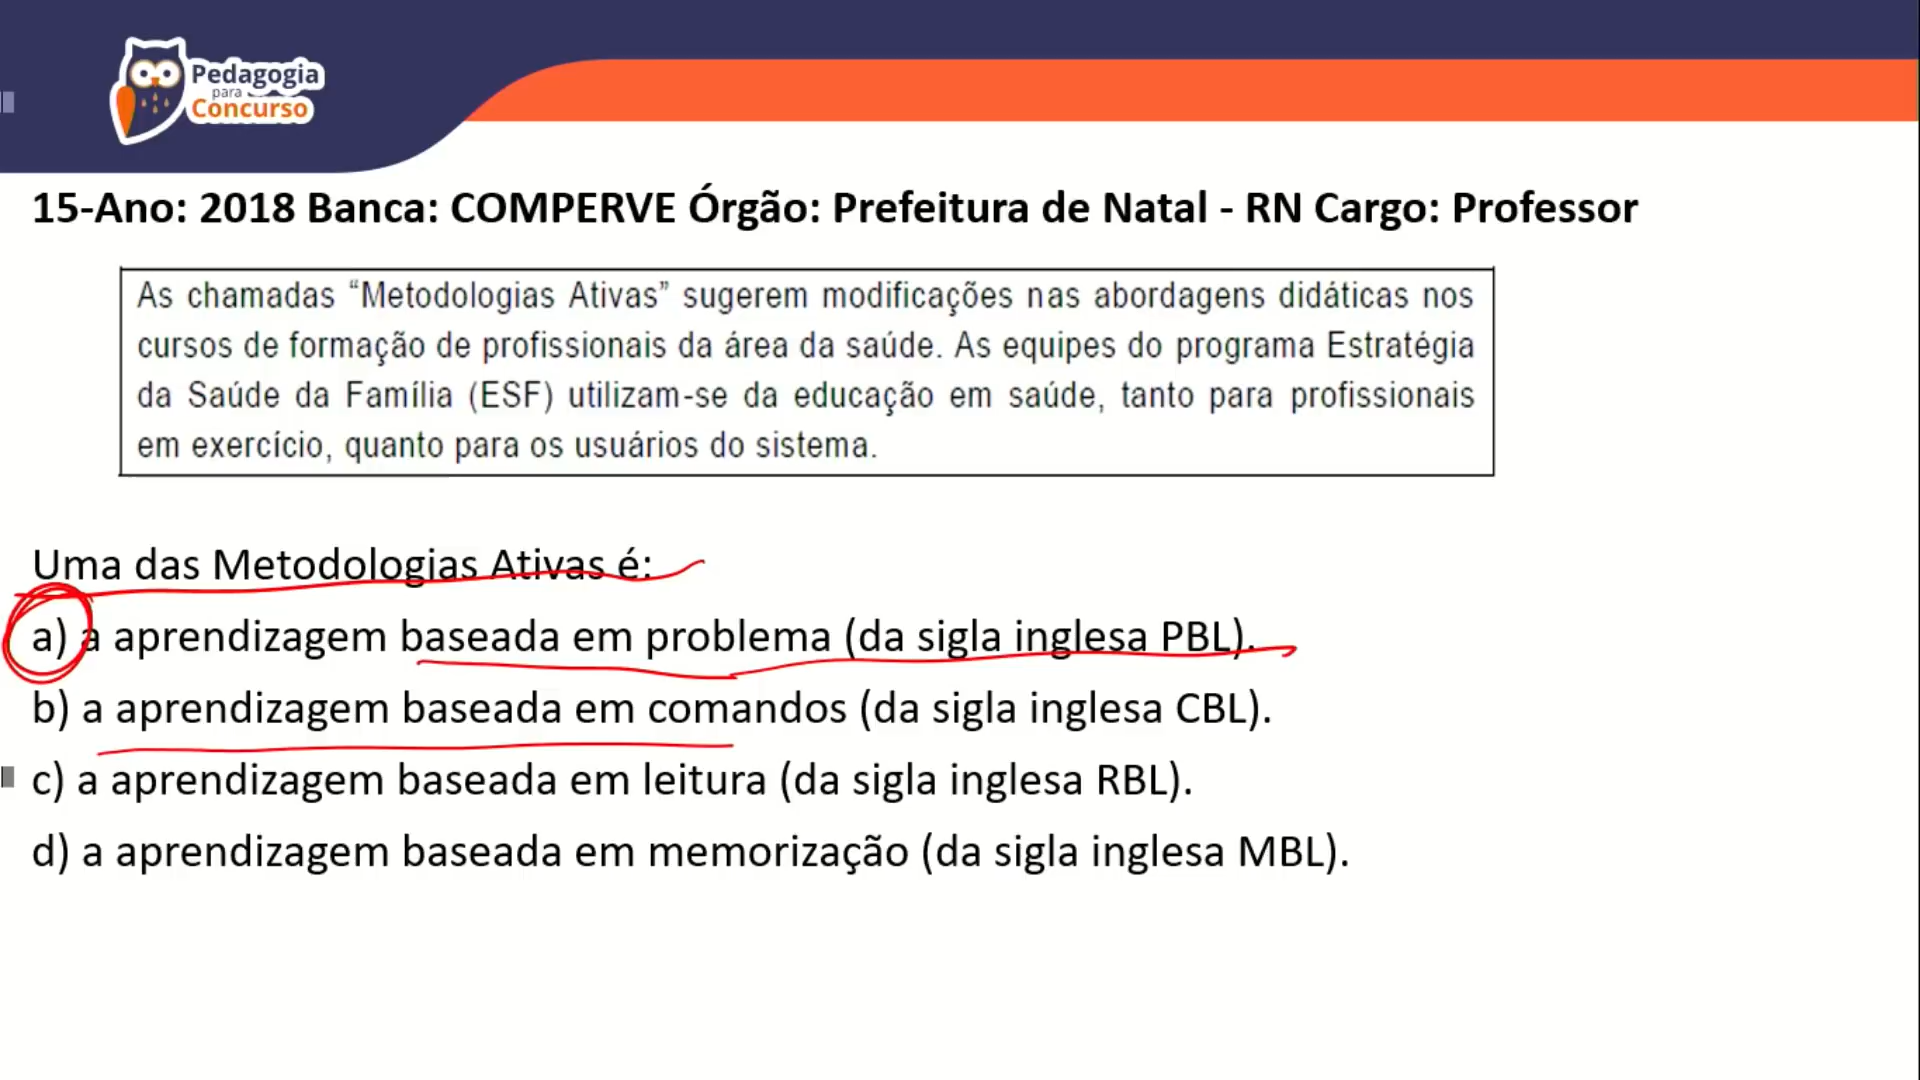 Pedagogia
para
Concurso
15-Ano: 2018 Banca: COMPERVE Órgão: Prefeitura de Natal - RN Cargo: Professor
As chamadas “Metodologias Ativas” sugerem modificações nas abordagens didáticas nos
cursos de formação de profissionais da área da saúde. As equipes do programa Estratégia
da Saúde da Família (ESF) utilizam-se da educação em saúde, tanto para profissionais
em exercício, quanto para os usuários do sistema.
Uma das Metodologias Ativas é:
a) a aprendizagem baseada em problema (da sigla inglesa PBL).
b) a aprendizagem baseada em comandos (da sigla inglesa CBL).
c) a aprendizagem baseada em leitura (da sigla inglesa RBL).
d) a aprendizagem baseada em memorização (da sigla inglesa MBL).